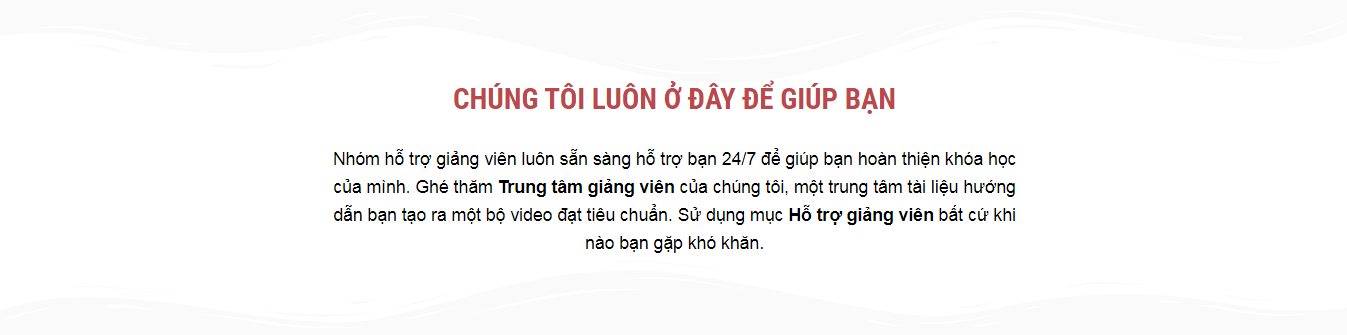 CHÚNG TÔI LUÔN Ở ĐÂY ĐỂ GIÚP BẠN
Nhóm hỗ trợ giảng viên luôn sẵn sàng hỗ trợ bạn 24/7 để giúp bạn hoàn thiện khóa học
của mình. Ghé thăm Trung tâm giảng viên của chúng tôi, một trung tâm tài liệu hướng
dẫn bạn tạo ra một bộ video đạt tiêu chuẩn. Sử dụng mục Hỗ trợ giảng viên bất cứ khi
nào bạn gặp khó khăn.